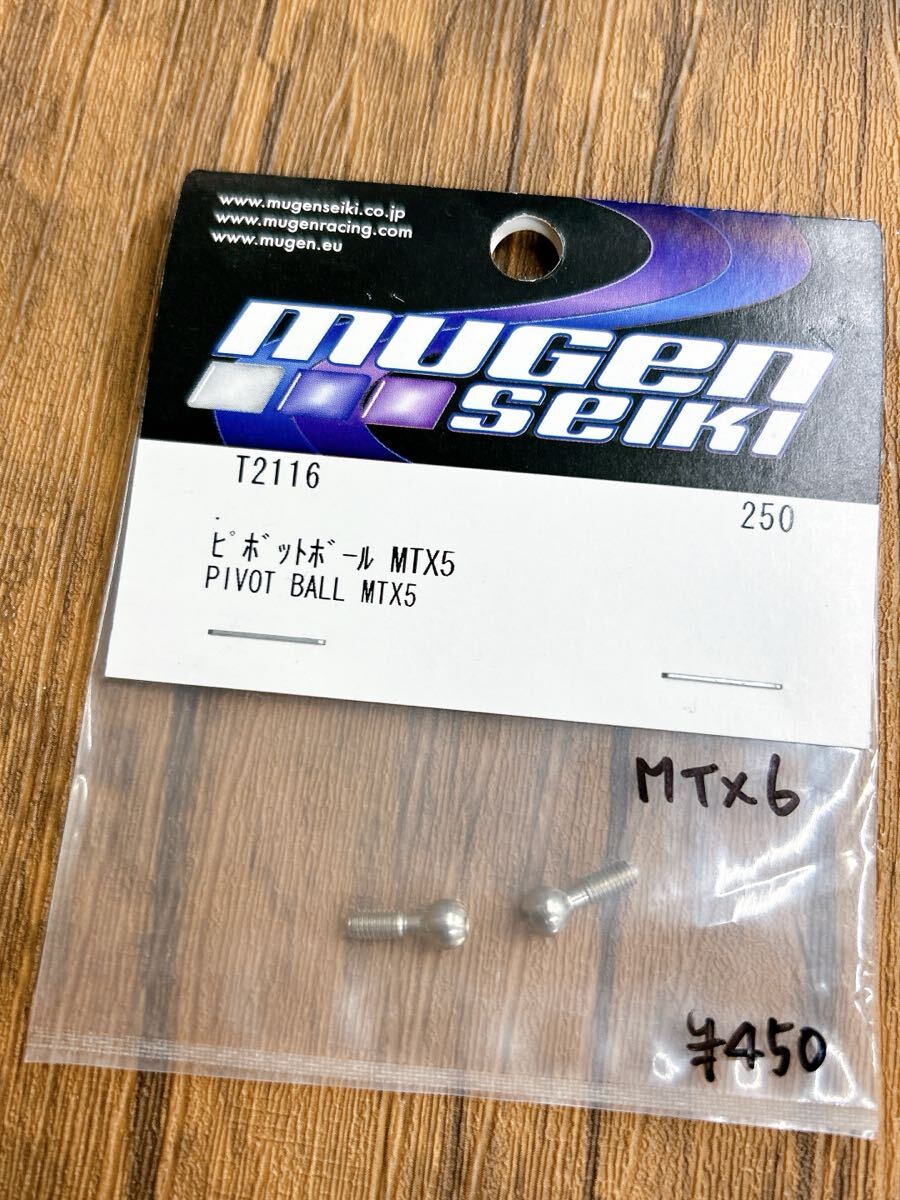 www.mugenseiki.co.jp
www.mugenracing.com
www.mugen.eu
mugen
seiki
T2116
250
ピボットボール MTX5
PIVOT BALL MTX5
MTX6
¥450